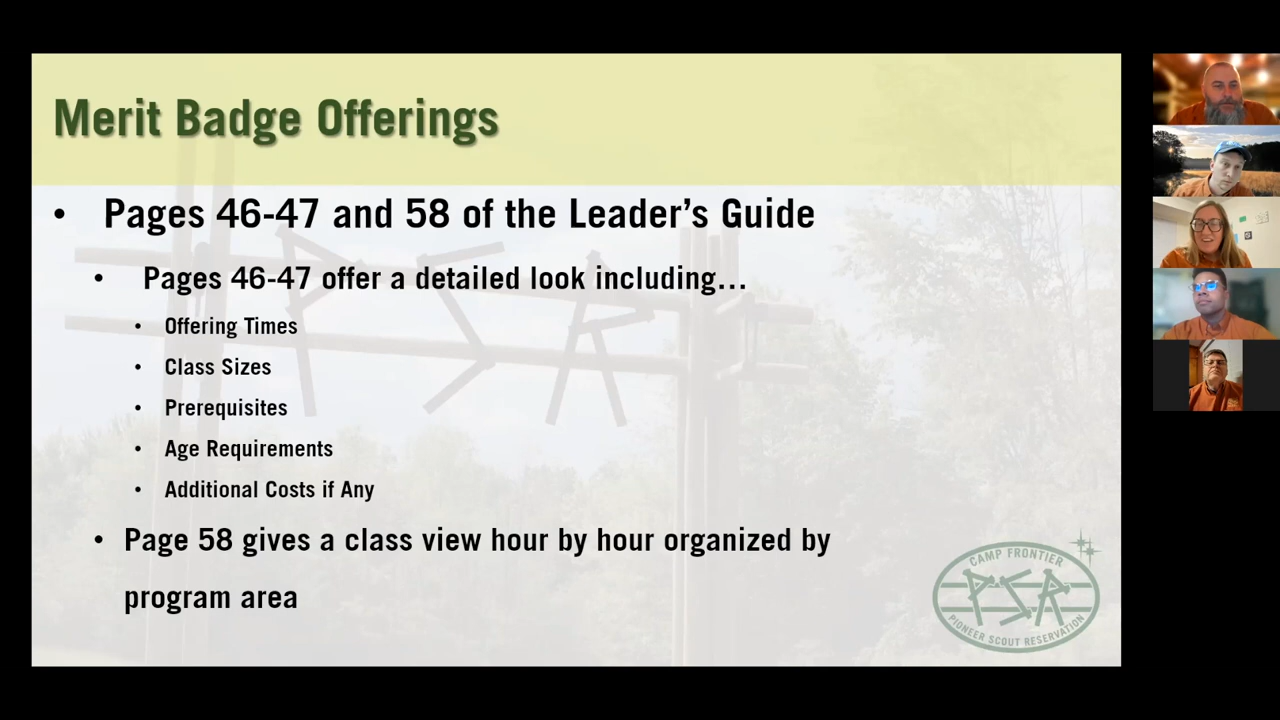 Merit Badge Offerings
• Pages 46-47 and 58 of the Leader's Guide
• Pages 46-47 offer a detailed look including...
• Offering Times
• Class Sizes
• Prerequisites
• Age Requirements
• Additional Costs if Any
• Page 58 gives a class view hour by hour organized by
program area
CAMP FRONTIER
PSR
PIONEER SCOUT RESERVATION